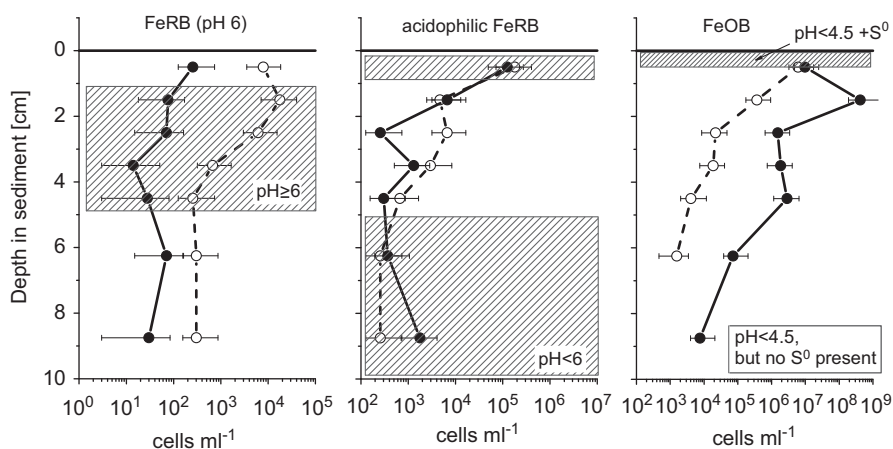 FeRB (pH 6)
acidophilic FeRB
FeOB
pH<4.5 +S⁰
0
2
4
6
8
10
Depth in sediment [cm]
pH≥6
pH<6
pH<4.5,
but no S⁰ present
10⁰ 10¹ 10² 10³ 10⁴ 10⁵
10² 10³ 10⁴ 10⁵ 10⁶ 10⁷
10² 10³ 10⁴ 10⁵ 10⁶ 10⁷ 10⁸ 10⁹
cells ml⁻¹
cells ml⁻¹
cells ml⁻¹